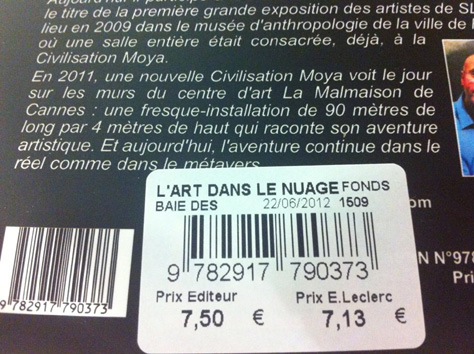 le titre de la première grande exposition des artistes de SL
lieu en 2009 dans le musée d'anthropologie de la ville de
où une salle entière était consacrée, déjà, à la
Civilisation Moya.
En 2011, une nouvelle Civilisation Moya voit le jour
sur les murs du centre d'art La Malmaison de
Cannes : une fresque-installation de 90 mètres de
long par 4 mètres de haut qui raconte son aventure
artistique. Et aujourd'hui, l'aventure continue dans le
réel comme dans le métavers
L'ART DANS LE NUAGE FONDS
BAIE DES 22/06/2012 1509
om
9 782917 790373
N N°978
Pri
Prix Editeur Prix E.Leclerc
7,50 € 7,13 €
9 782917 790373